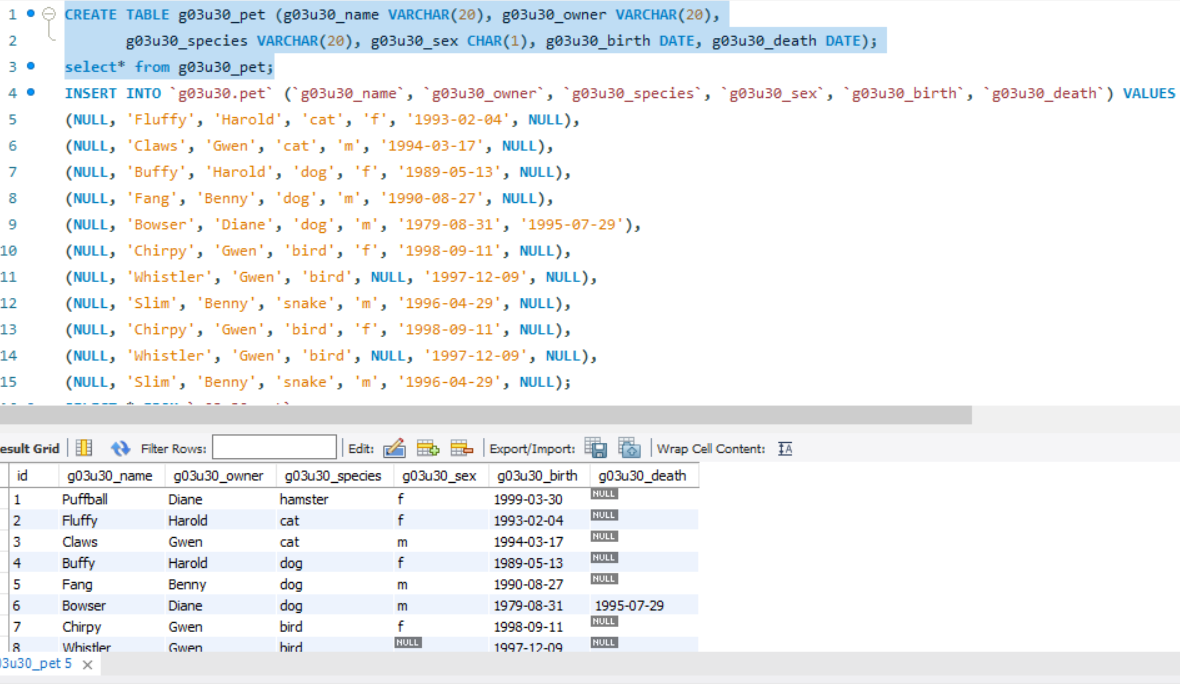 1 CREATE TABLE g03u30_pet (g03u30_name VARCHAR(20), g03u30_owner VARCHAR(20),
2 g03u30_species VARCHAR(20), g03u30_sex CHAR(1), g03u30_birth DATE, g03u30_death DATE);
3 select* from g03u30_pet;
4 INSERT INTO `g03u30.pet` (`g03u30_name`, `g03u30_owner`, `g03u30_species`, `g03u30_sex`, `g03u30_birth`, `g03u30_death`) VALUES
5 (NULL, 'Fluffy', 'Harold', 'cat', 'f', '1993-02-04', NULL),
6 (NULL, 'Claws', 'Gwen', 'cat', 'm', '1994-03-17', NULL),
7 (NULL, 'Buffy', 'Harold', 'dog', 'f', '1989-05-13', NULL),
8 (NULL, 'Fang', 'Benny', 'dog', 'm', '1990-08-27', NULL),
9 (NULL, 'Bowser', 'Diane', 'dog', 'm', '1979-08-31', '1995-07-29'),
10 (NULL, 'Chirpy', 'Gwen', 'bird', 'f', '1998-09-11', NULL),
11 (NULL, 'Whistler', 'Gwen', 'bird', NULL, '1997-12-09', NULL),
12 (NULL, 'Slim', 'Benny', 'snake', 'm', '1996-04-29', NULL),
13 (NULL, 'Chirpy', 'Gwen', 'bird', 'f', '1998-09-11', NULL),
14 (NULL, 'Whistler', 'Gwen', 'bird', NULL, '1997-12-09', NULL),
15 (NULL, 'Slim', 'Benny', 'snake', 'm', '1996-04-29', NULL);
esult Grid Filter Rows: Edit: Export/Import: Wrap Cell Content:
id g03u30_name g03u30_owner g03u30_species g03u30_sex g03u30_birth g03u30_death
1 Puffball Diane hamster f 1999-03-30 NULL
2 Fluffy Harold cat f 1993-02-04 NULL
3 Claws Gwen cat m 1994-03-17 NULL
4 Buffy Harold dog f 1989-05-13 NULL
5 Fang Benny dog m 1990-08-27 NULL
6 Bowser Diane dog m 1979-08-31 1995-07-29
7 Chirpy Gwen bird f 1998-09-11 NULL
8 Whistler Gwen bird NULL 1997-12-09 NULL
03u30_pet 5